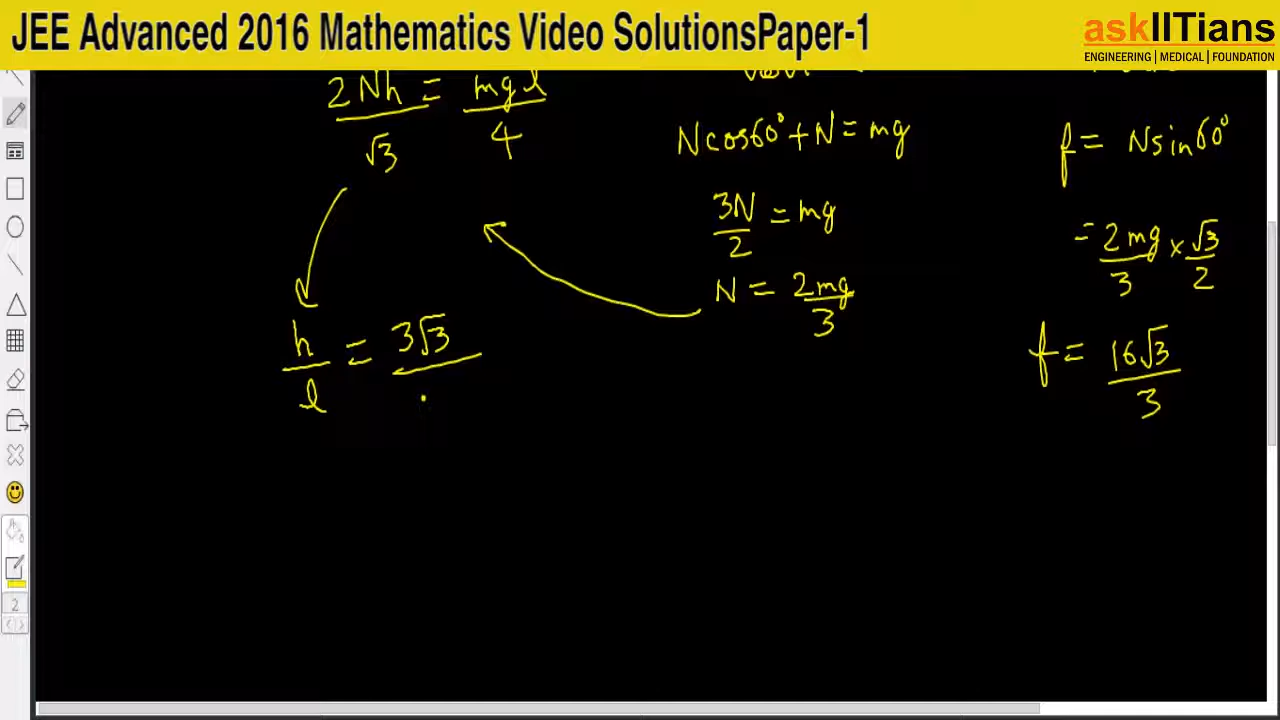 JEE Advanced 2016 Mathematics Video SolutionsPaper-1
askIITians
ENGINEERING | MEDICAL | FOUNDATION
2Nh/√3 = mgl/4
h/l = 3√3/
Ncos60° + N = mg
3N/2 = mg
N = 2mg/3
f = Nsin60°
= 2mg/3 × √3/2
f = 16√3/3
2